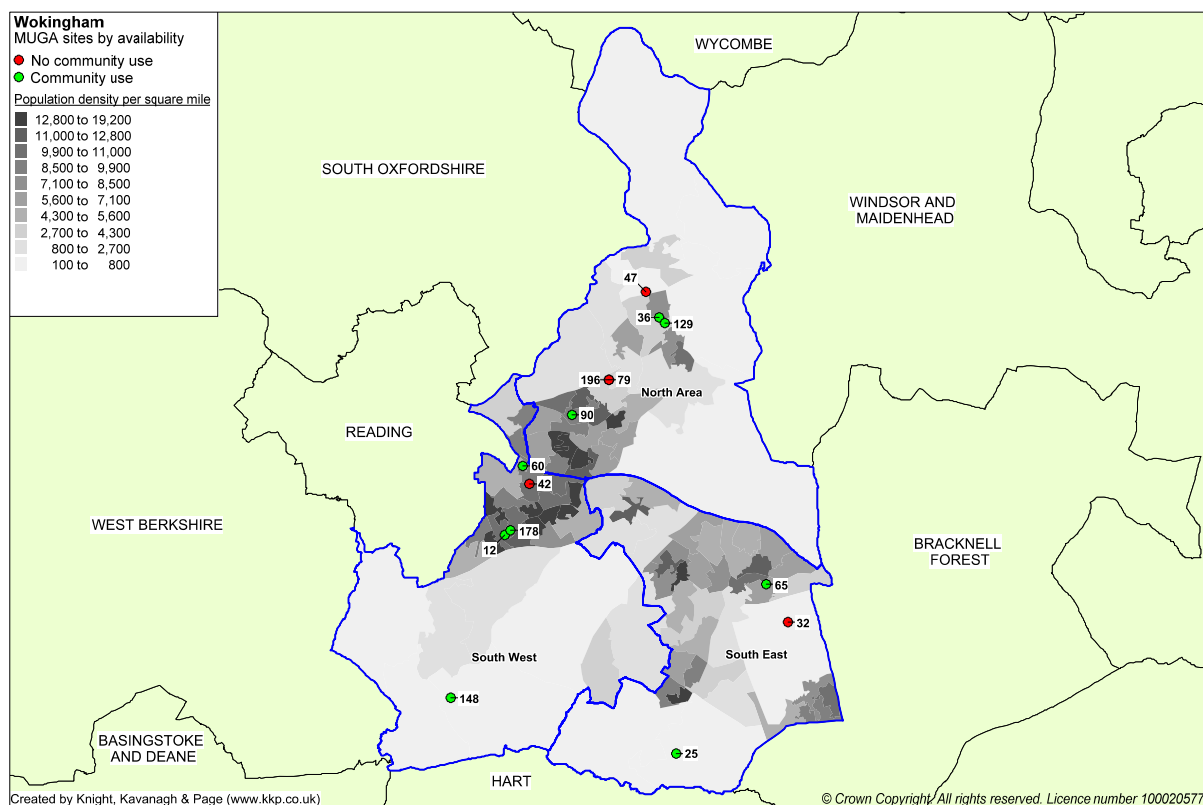 Wokingham
MUGA sites by availability
No community use
Community use
Population density per square mile
12,800 to 19,200
11,000 to 12,800
9,900 to 11,000
8,500 to 9,900
7,100 to 8,500
5,600 to 7,100
4,300 to 5,600
2,700 to 4,300
800 to 2,700
100 to 800
WYCOMBE
SOUTH OXFORDSHIRE
WINDSOR AND
MAIDENHEAD
47
36
129
196
79
North Area
90
READING
60
42
WEST BERKSHIRE
178
12
BRACKNELL
FOREST
65
32
South West
South East
148
BASINGSTOKE
AND DEANE
25
HART
Created by Knight, Kavanagh & Page (www.kkp.co.uk)
© Crown Copyright. All rights reserved. Licence number 100020577